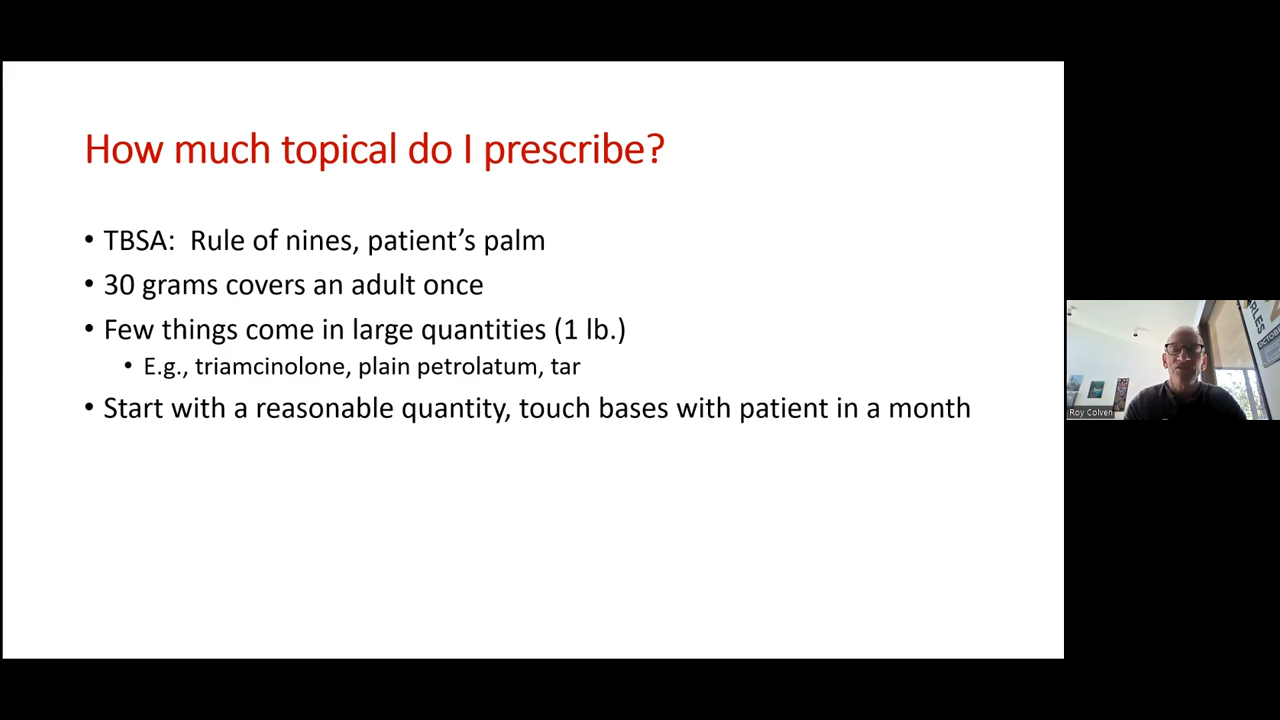 How much topical do I prescribe?
• TBSA:  Rule of nines, patient's palm
• 30 grams covers an adult once
• Few things come in large quantities (1 lb.)
• E.g., triamcinolone, plain petrolatum, tar
• Start with a reasonable quantity, touch bases with patient in a month
Roy Colven